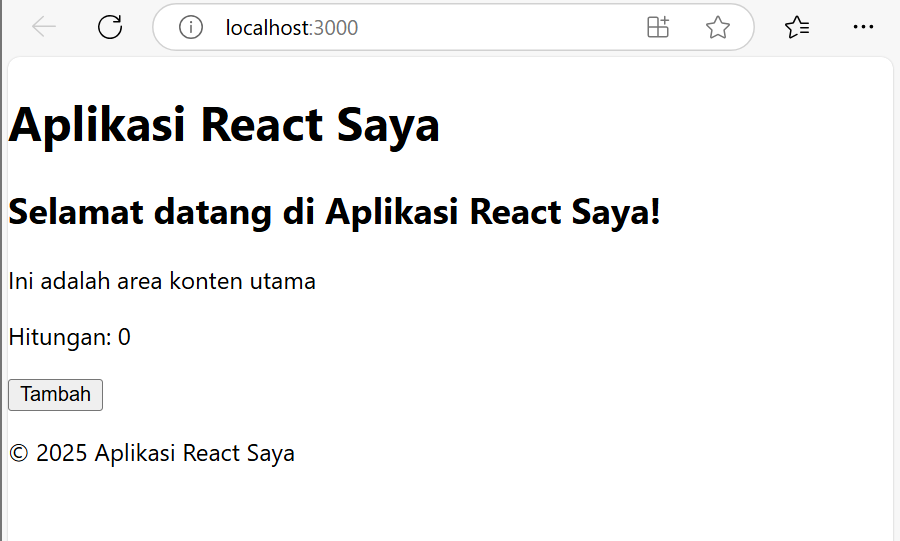 localhost:3000
Aplikasi React Saya
Selamat datang di Aplikasi React Saya!
Ini adalah area konten utama
Hitungan: 0
Tambah
© 2025 Aplikasi React Saya